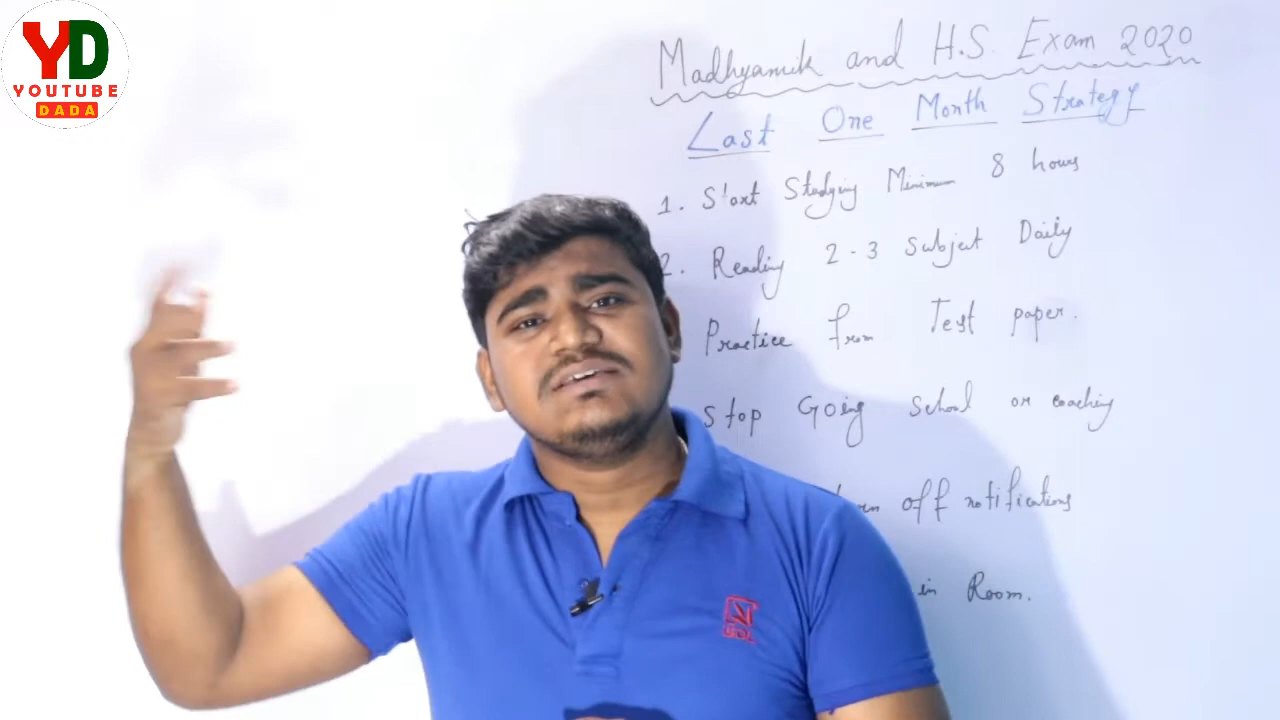 YD
YOUTUBE
DADA
Madhyamik and H.S. Exam 2020
Last One Month Strategy
1. Start Studying Minimum 8 hours
2. Reading 2-3 Subject Daily
Practice from Test paper.
Stop Going School or coaching
off notifications
in Room.